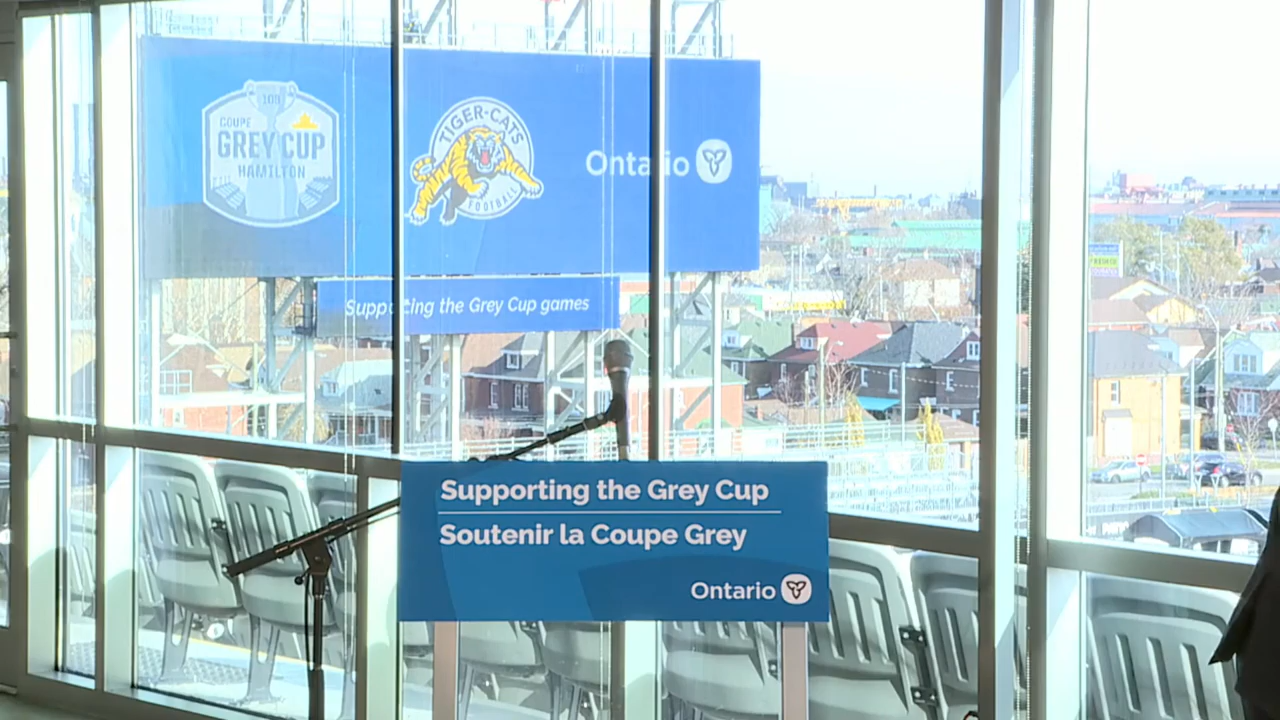 108
COUPE
GREY CUP
HAMILTON
TIGER-CATS
FOOTBALL
Ontario
Supporting the Grey Cup games
Supporting the Grey Cup
Soutenir la Coupe Grey
Ontario